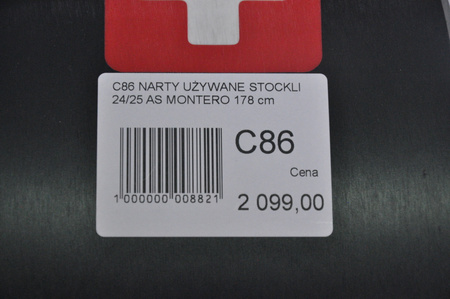 C86 NARTY UŻYWANE STOCKLI
24/25 AS MONTERO 178 cm
C86
Cena
1 000000 008821
2 099,00